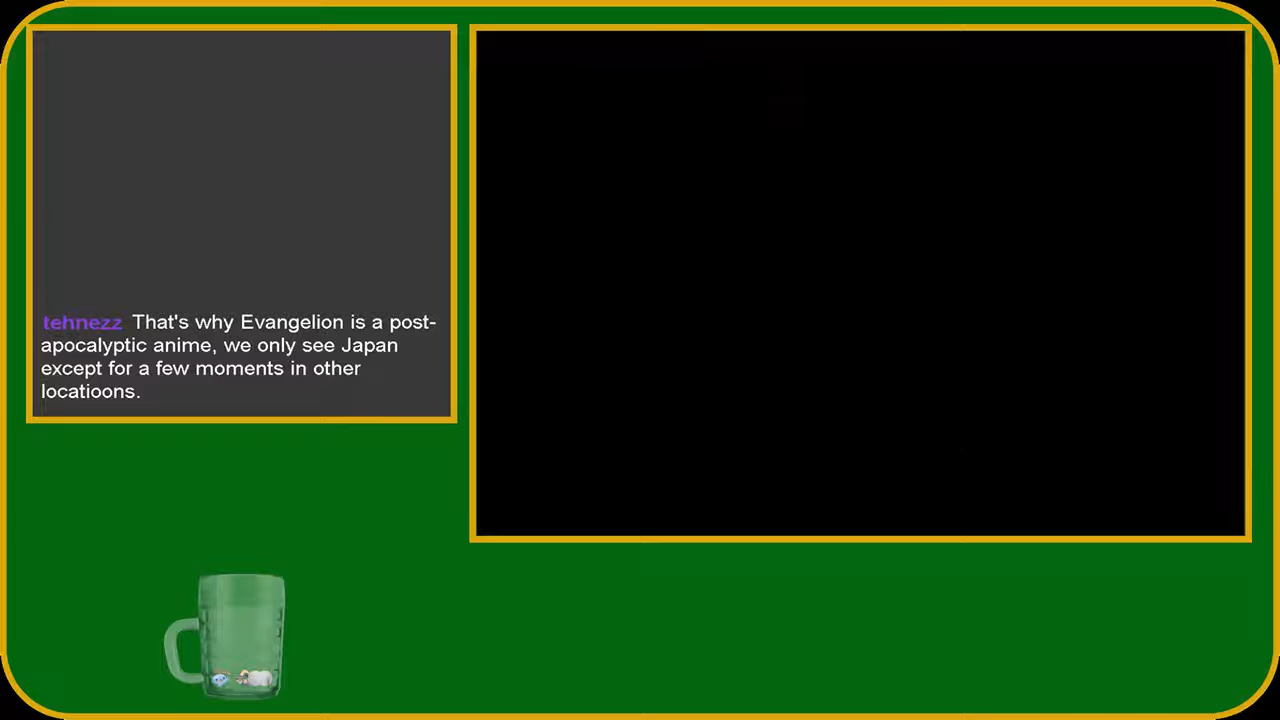 tehnezz That's why Evangelion is a post-
apocalyptic anime, we only see Japan
except for a few moments in other
locatioons.